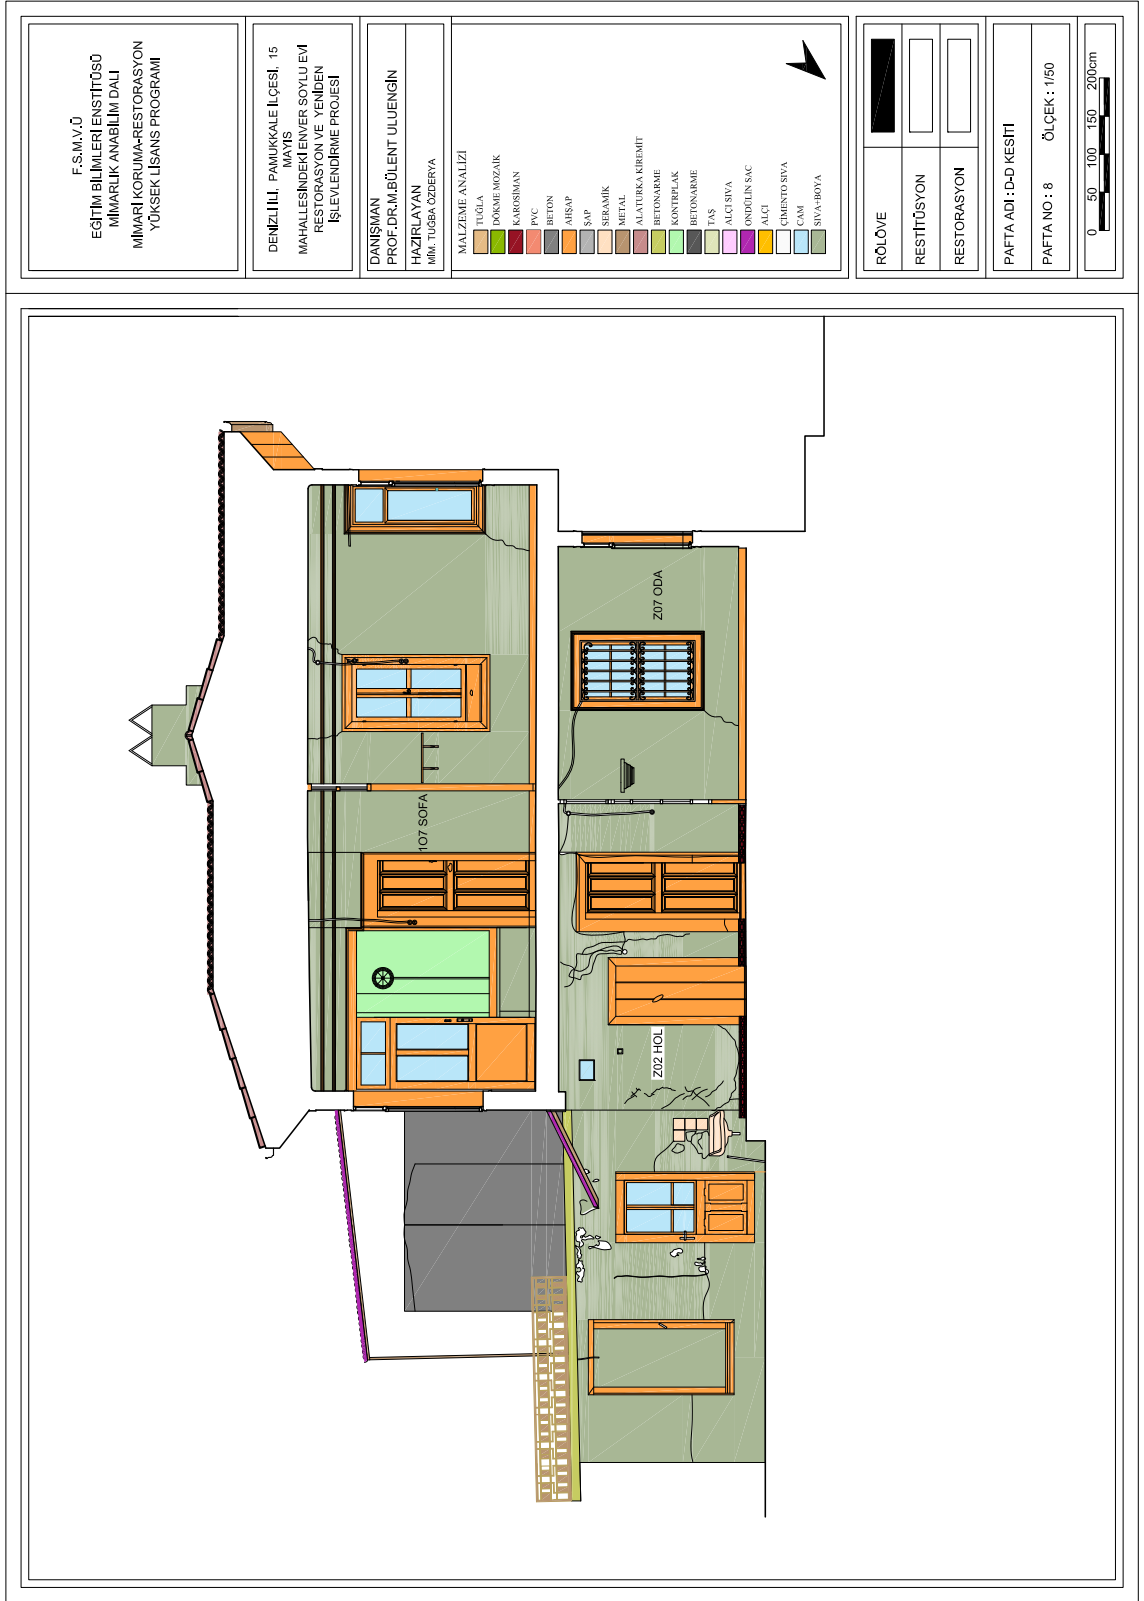 F.S.M.V.Ü
EĞİTİM BİLİMLERİ ENSTİTÜSÜ
MİMARLIK ANABİLİM DALI
MİMARİ KORUMA-RESTORASYON
YÜKSEK LİSANS PROGRAMI
DENİZLİ İLİ, PAMUKKALE İLÇESİ, 15
MAYIS
MAHALLESİNDEKİ ENVER SOYLU EVİ
RESTORASYON VE YENİDEN
İŞLEVLENDİRME PROJESİ
DANIŞMAN
PROF.DR.M.BÜLENT ULUENGİN
HAZIRLAYAN
MİM. TUĞBA ÖZDERYA
MALZEME ANALİZİ
TUĞLA
DÖKME MOZAİK
KAROSİMAN
PVC
BETON
AHŞAP
ŞAP
SERAMİK
METAL
ALATURKA KİREMİT
BETONARME
KONTRPLAK
BETONARME
TAŞ
ALÇI SIVA
ONDÜLİN SAC
ALÇI
ÇİMENTO SIVA
CAM
SIVA+BOYA
RÖLÖVE
RESTİTÜSYON
RESTORASYON
PAFTA ADI : D-D KESİTİ
PAFTA NO : 8 ÖLÇEK : 1/50
0 50 100 150 200cm
1O7 SOFA
Z07 ODA
Z02 HOL